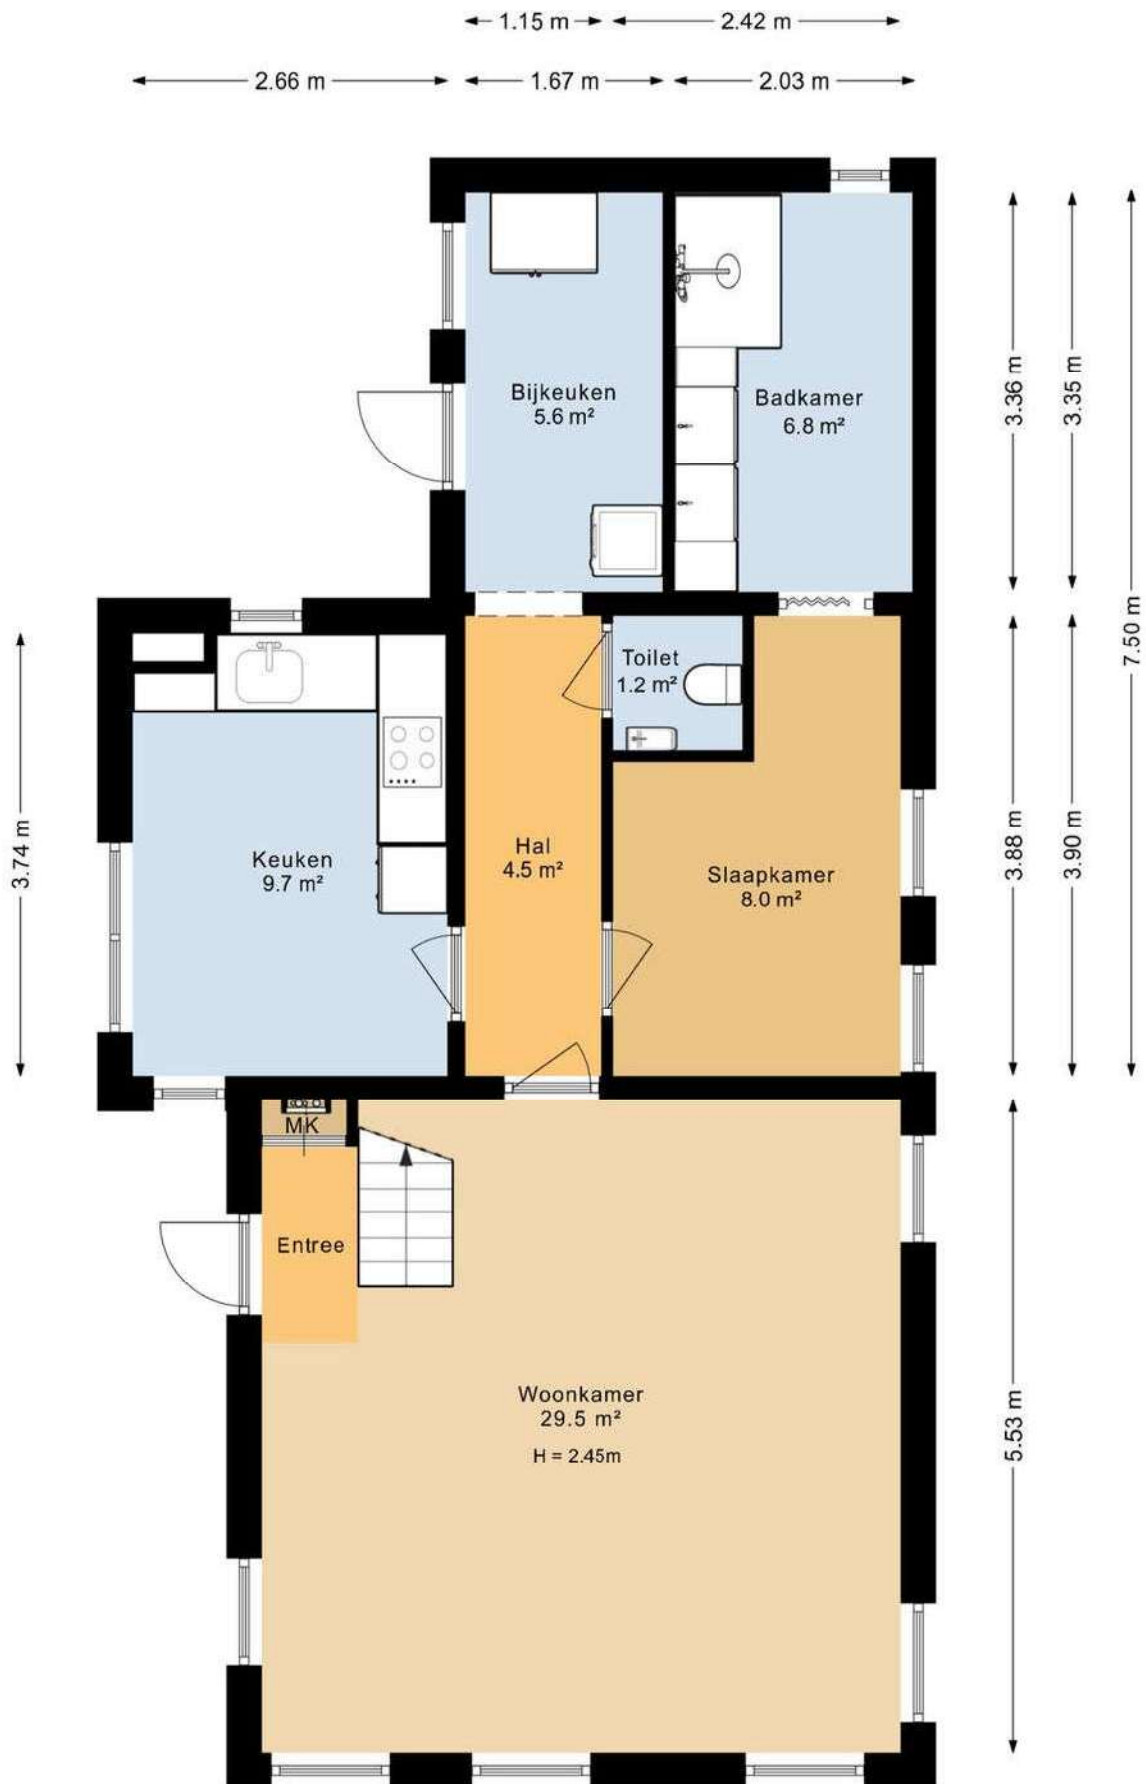 1.15 m
2.42 m
2.66 m
1.67 m
2.03 m
Bijkeuken
5.6 m²
Badkamer
6.8 m²
3.36 m
3.35 m
7.50 m
Toilet
1.2 m²
Keuken
9.7 m²
Hal
4.5 m²
Slaapkamer
8.0 m²
3.74 m
3.88 m
3.90 m
MK
Entree
Woonkamer
29.5 m²
H = 2.45m
5.53 m